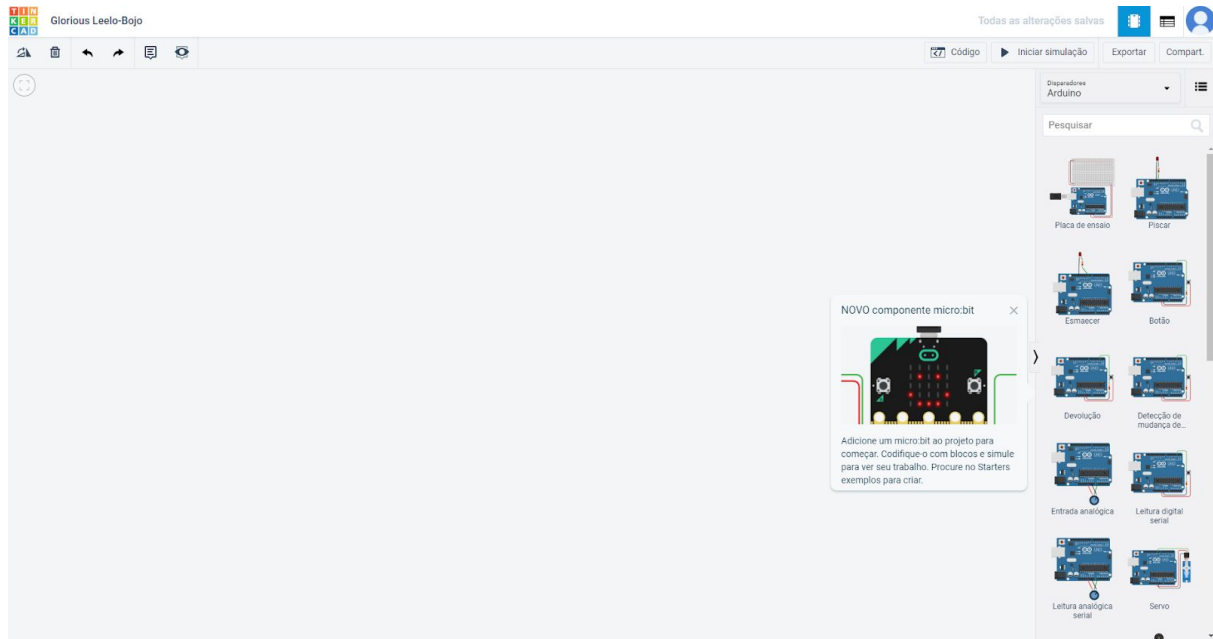 TIN
KER
CAD
Glorious Leelo-Bojo
Todas as alterações salvas
Código
Iniciar simulação
Exportar
Compart.
Disparadores
Arduino
Pesquisar
Placa de ensaio
Piscar
Esmaecer
Botão
NOVO componente micro:bit
Adicione um micro:bit ao projeto para
começar. Codifique-o com blocos e simule
para ver seu trabalho. Procure no Starters
exemplos para criar.
Devolução
Detecção de
mudança de...
Entrada analógica
Leitura digital
serial
Leitura analógica
serial
Servo